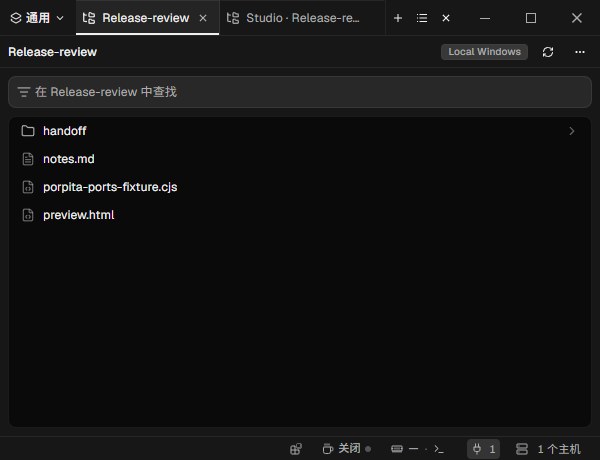 通用 Release-review Studio · Release-re...
Release-review Local Windows
在 Release-review 中查找
handoff
notes.md
porpita-ports-fixture.cjs
preview.html
关闭 — · 1 1 个主机